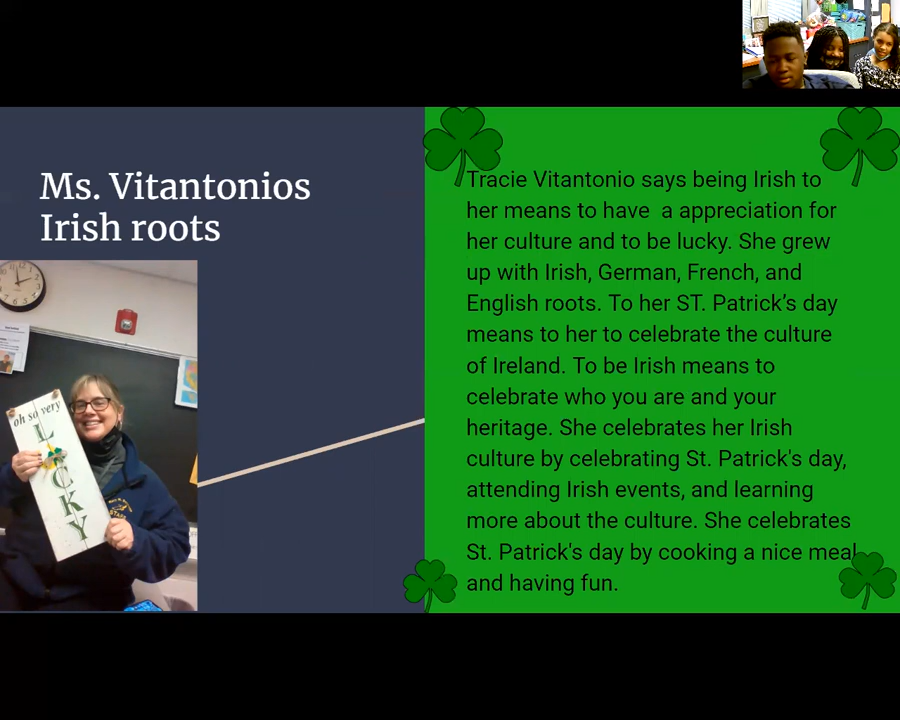 Ms. Vitantonios
Irish roots
oh so very
LUCKY
Tracie Vitantonio says being Irish to
her means to have  a appreciation for
her culture and to be lucky. She grew
up with Irish, German, French, and
English roots. To her ST. Patrick’s day
means to her to celebrate the culture
of Ireland. To be Irish means to
celebrate who you are and your
heritage. She celebrates her Irish
culture by celebrating St. Patrick's day,
attending Irish events, and learning
more about the culture. She celebrates
St. Patrick's day by cooking a nice meal
and having fun.